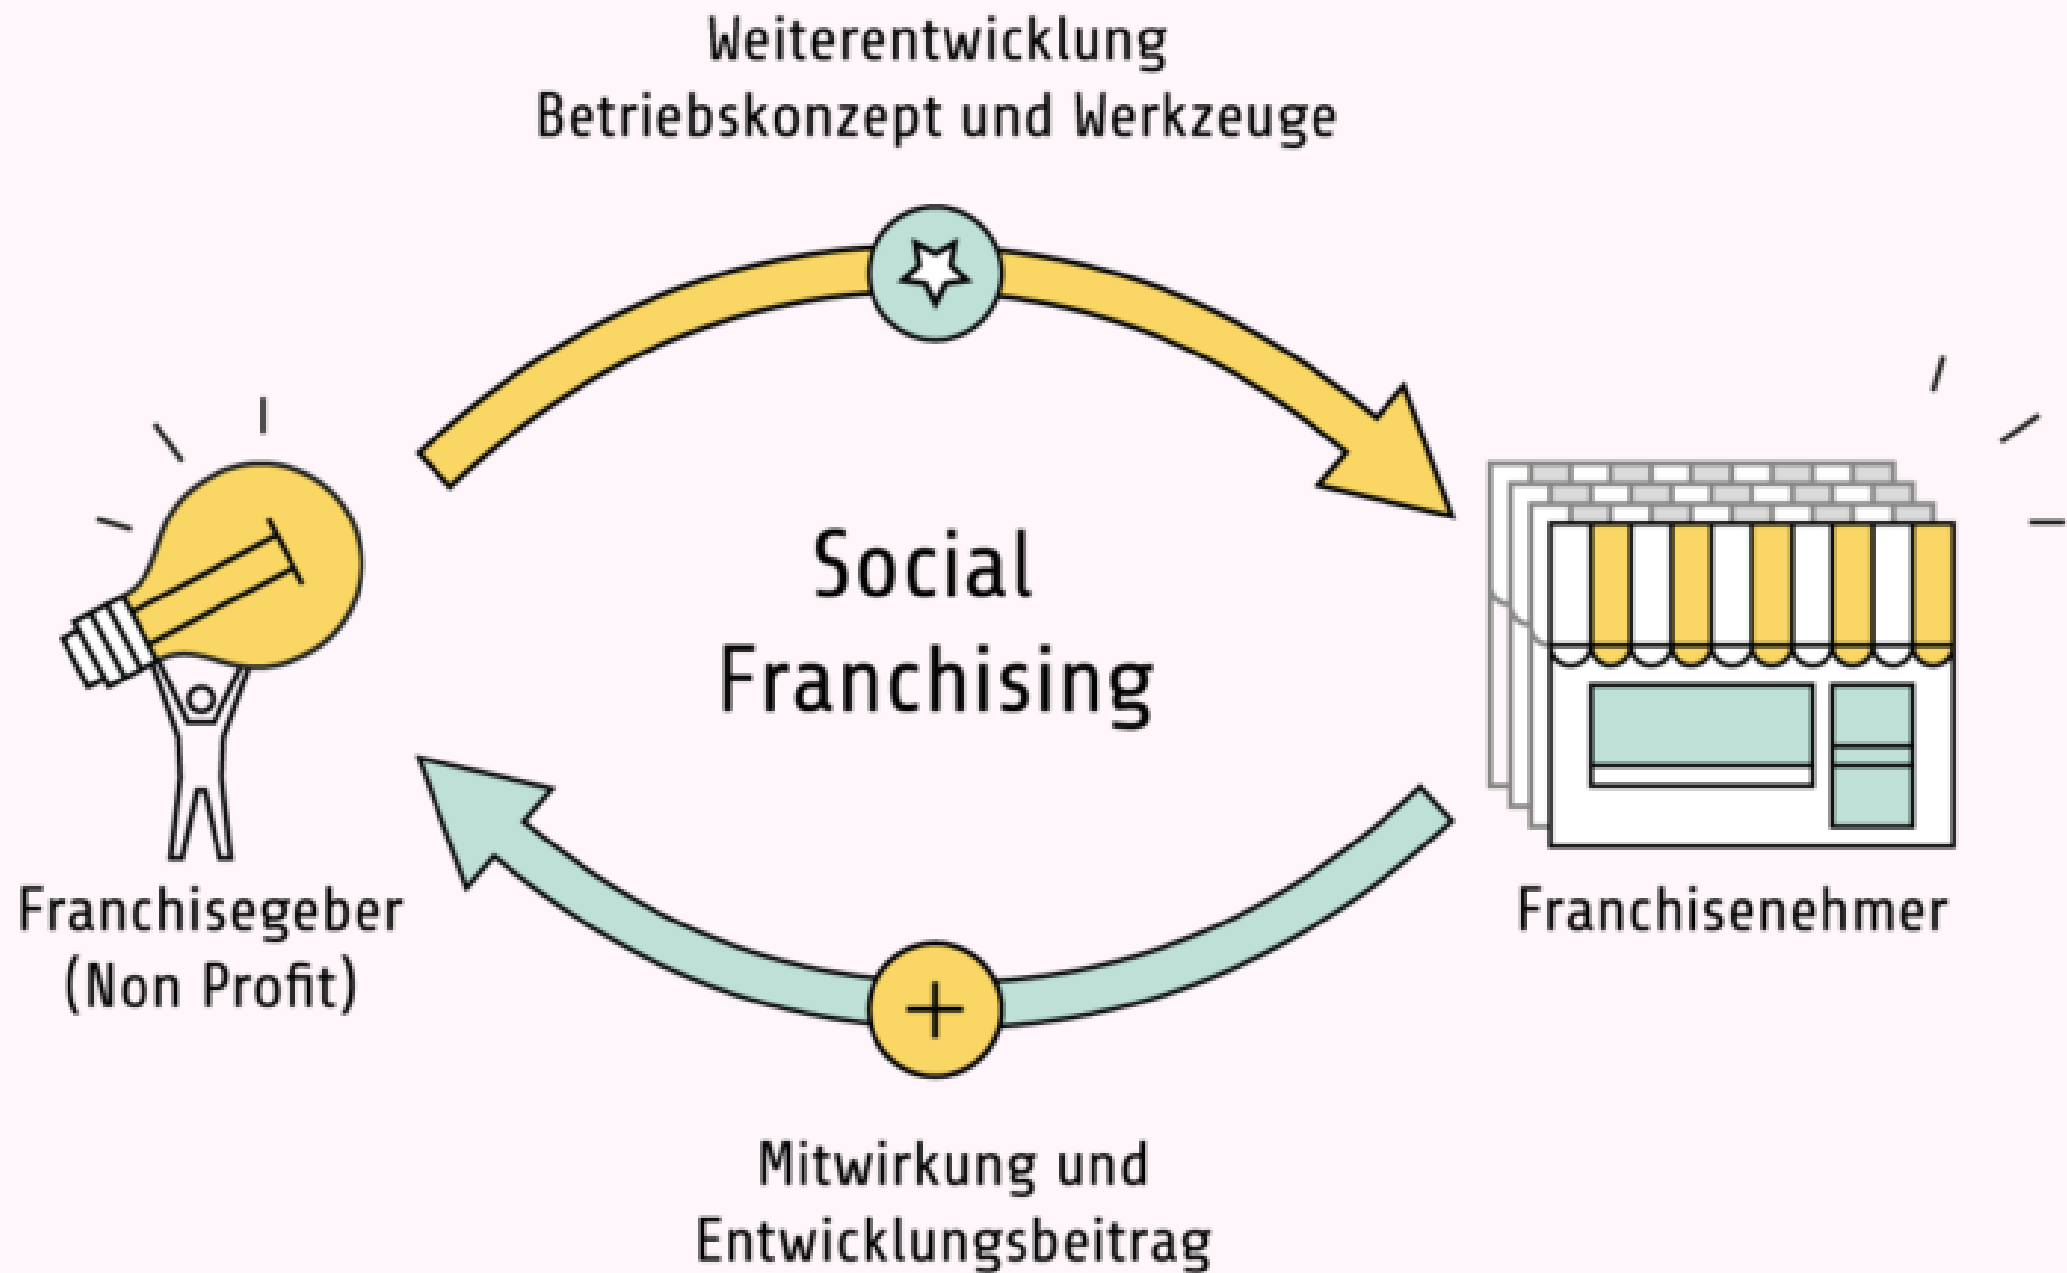 Weiterentwicklung
Betriebskonzept und Werkzeuge
Social
Franchising
Franchisegeber
(Non Profit)
Franchisenehmer
Mitwirkung und
Entwicklungsbeitrag